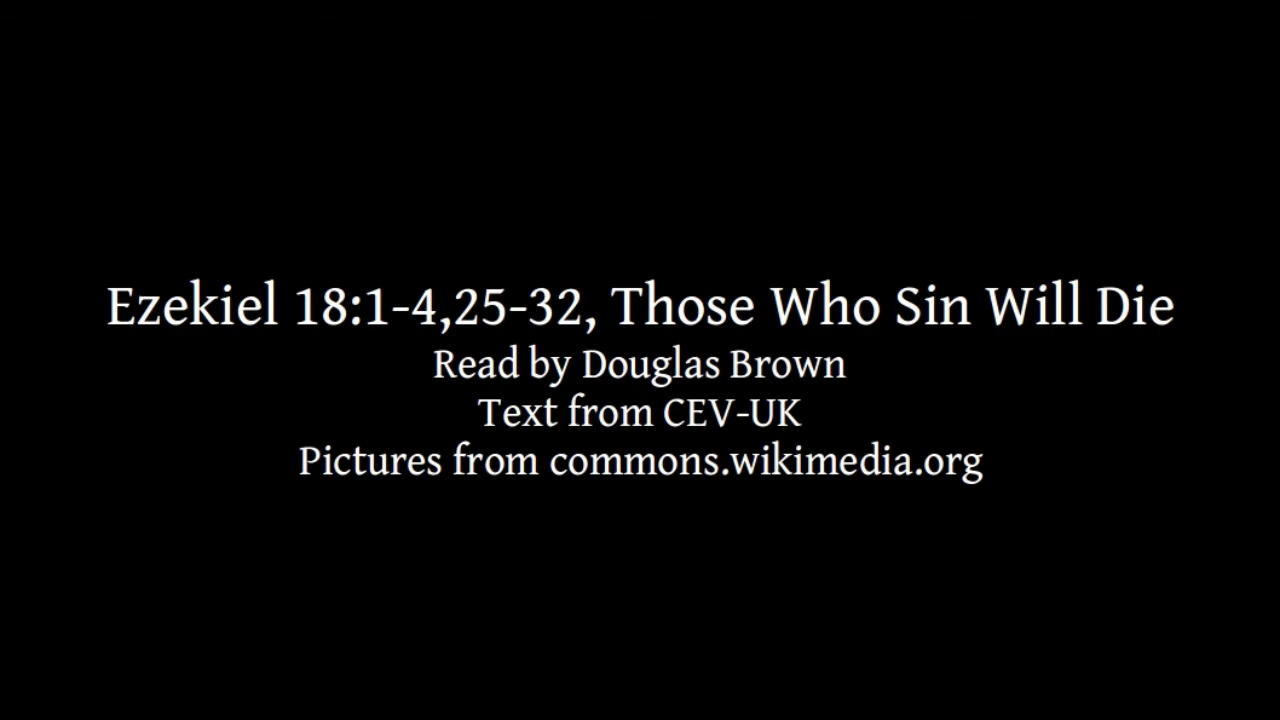 Ezekiel 18:1-4,25-32, Those Who Sin Will Die
Read by Douglas Brown
Text from CEV-UK
Pictures from commons.wikimedia.org